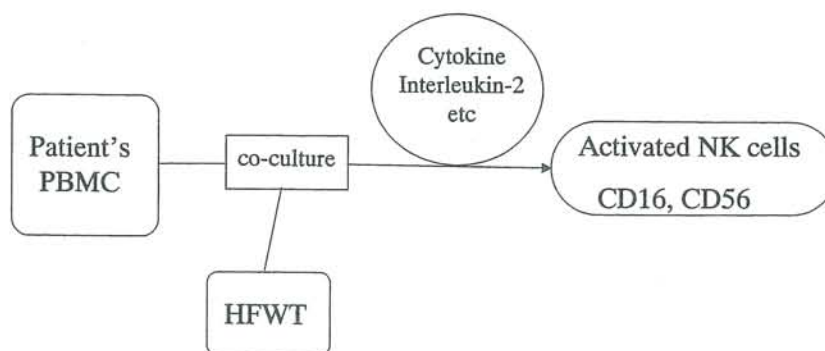 Patient's
PBMC
co-culture
HFWT
Cytokine
Interleukin-2
etc
Activated NK cells
CD16, CD56